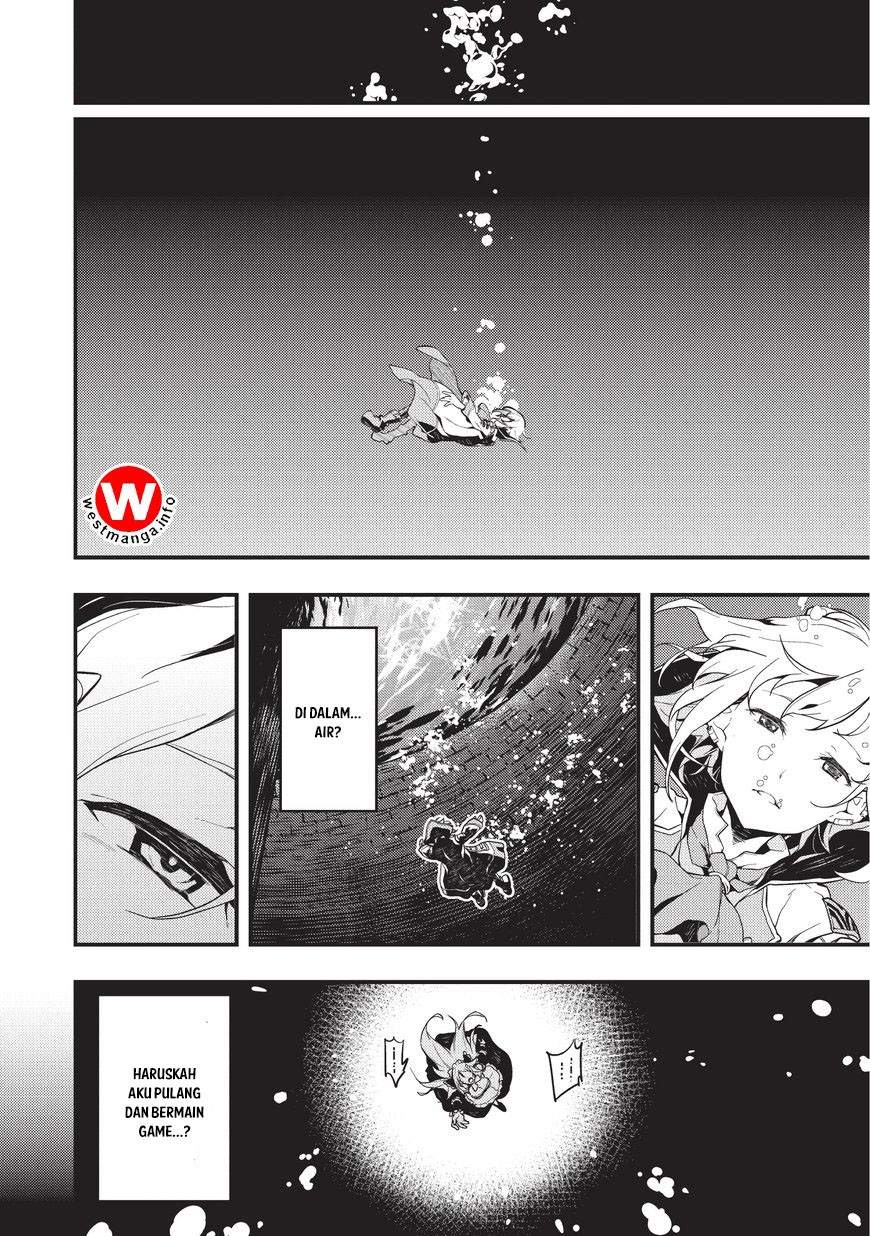 W
westmanga.info
DI DALAM...
AIR?
HARUSKAH
AKU PULANG
DAN BERMAIN
GAME...?